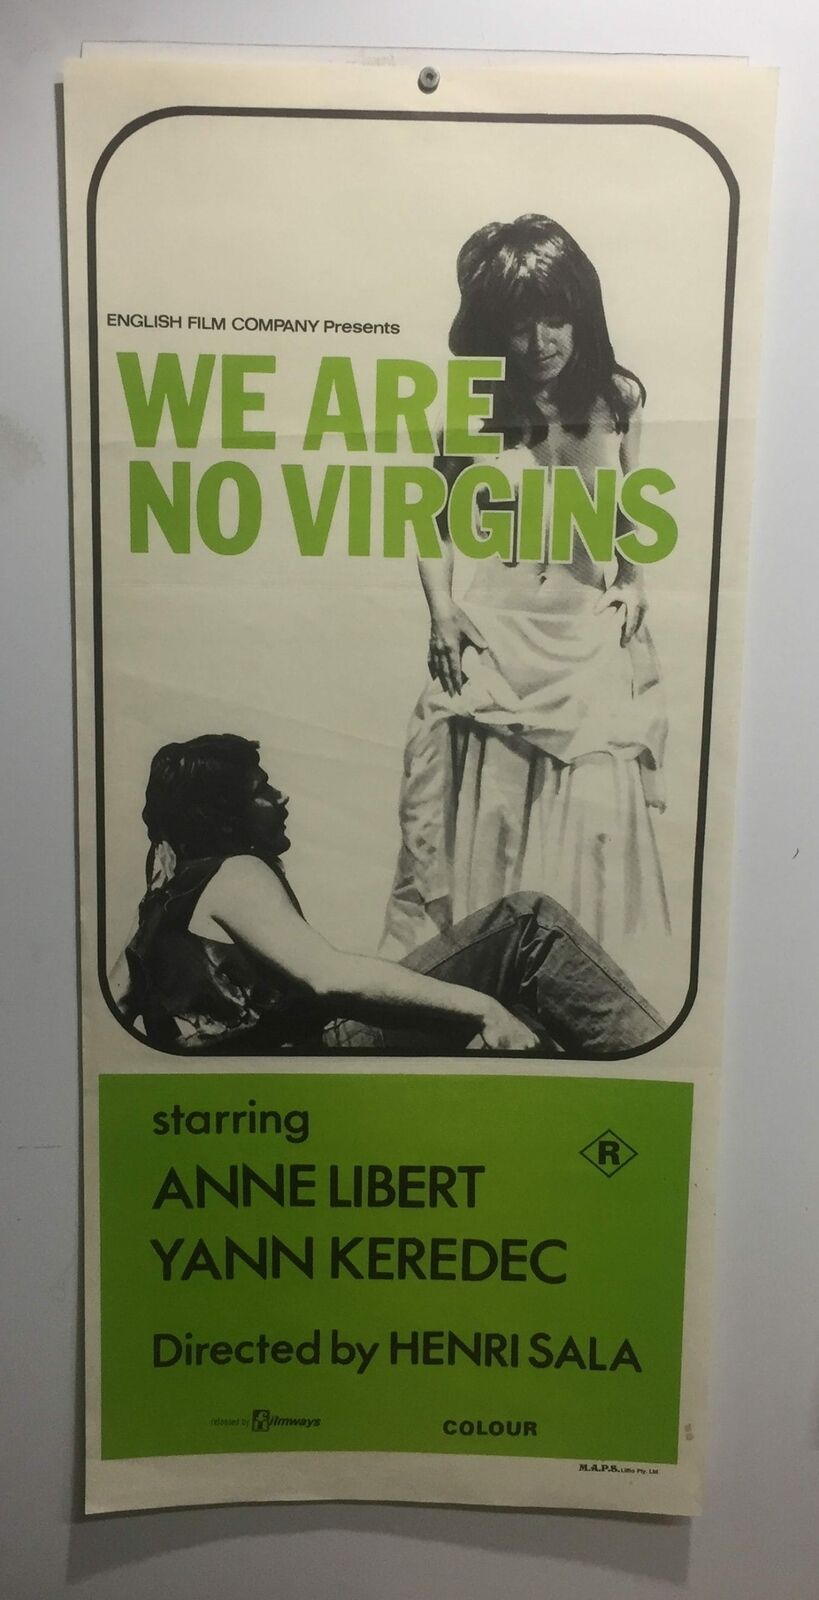 ENGLISH FILM COMPANY Presents
WE ARE
NO VIRGINS
starring
R
ANNE LIBERT
YANN KEREDEC
Directed by HENRI SALA
released by filmways
COLOUR
M.A.P.S. Litho Pty. Ltd.